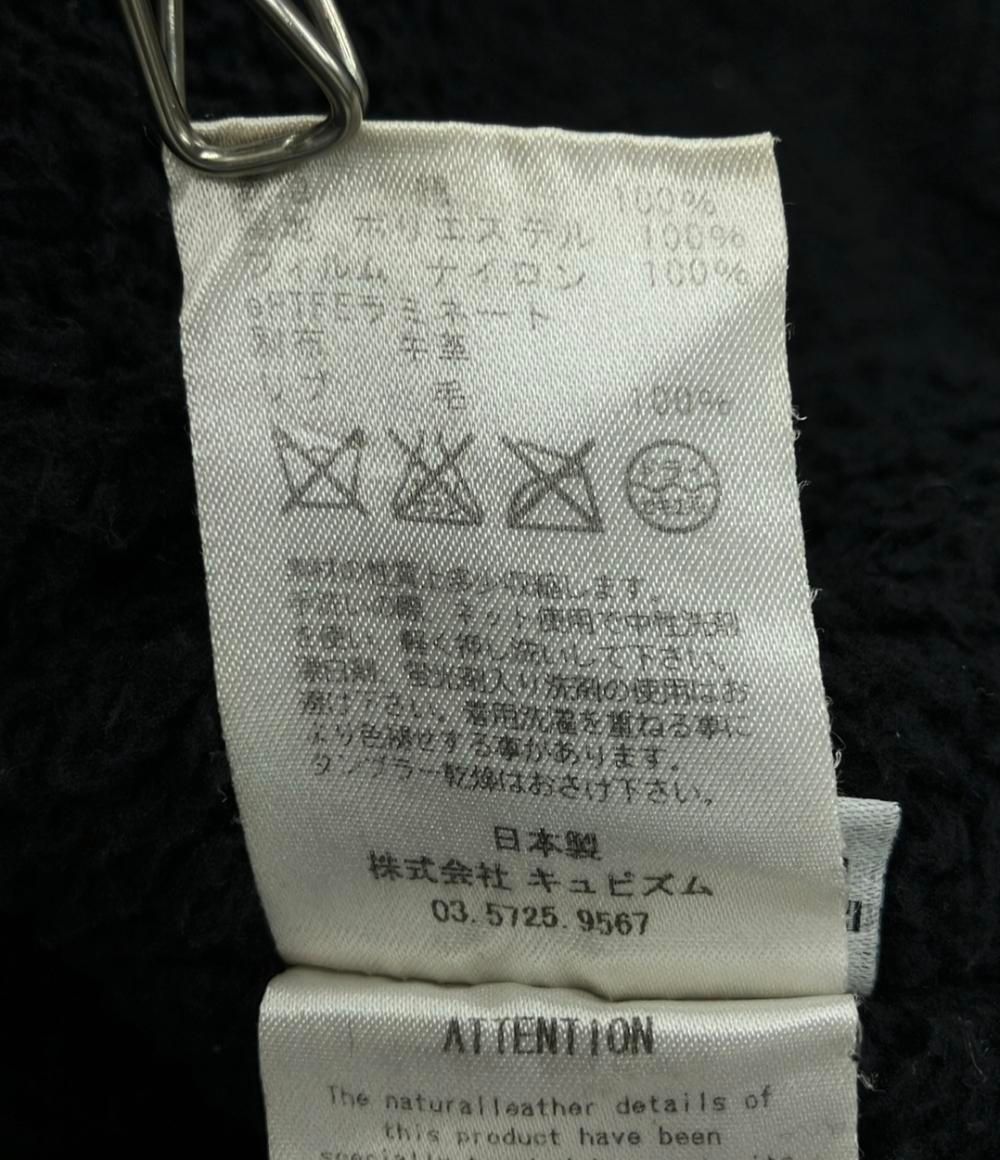 綿 100%
ポリエステル 100%
フィルム ナイロン 100%
ラミネート
別布 牛革
リブ 毛 100%
ドライ
の性質上多少収縮します。
手洗いの際、ネット使用で中性洗剤
を使い、軽く押し洗いして下さい。
漂白剤、蛍光剤入り洗剤の使用はお
避け下さい。着用洗濯を重ねる事に
より色褪せする事があります。
タンブラー乾燥はおさけ下さい。
日本製
株式会社 キュビズム
03.5725.9567
ATTENTION
The naturalleather details of
this product have been